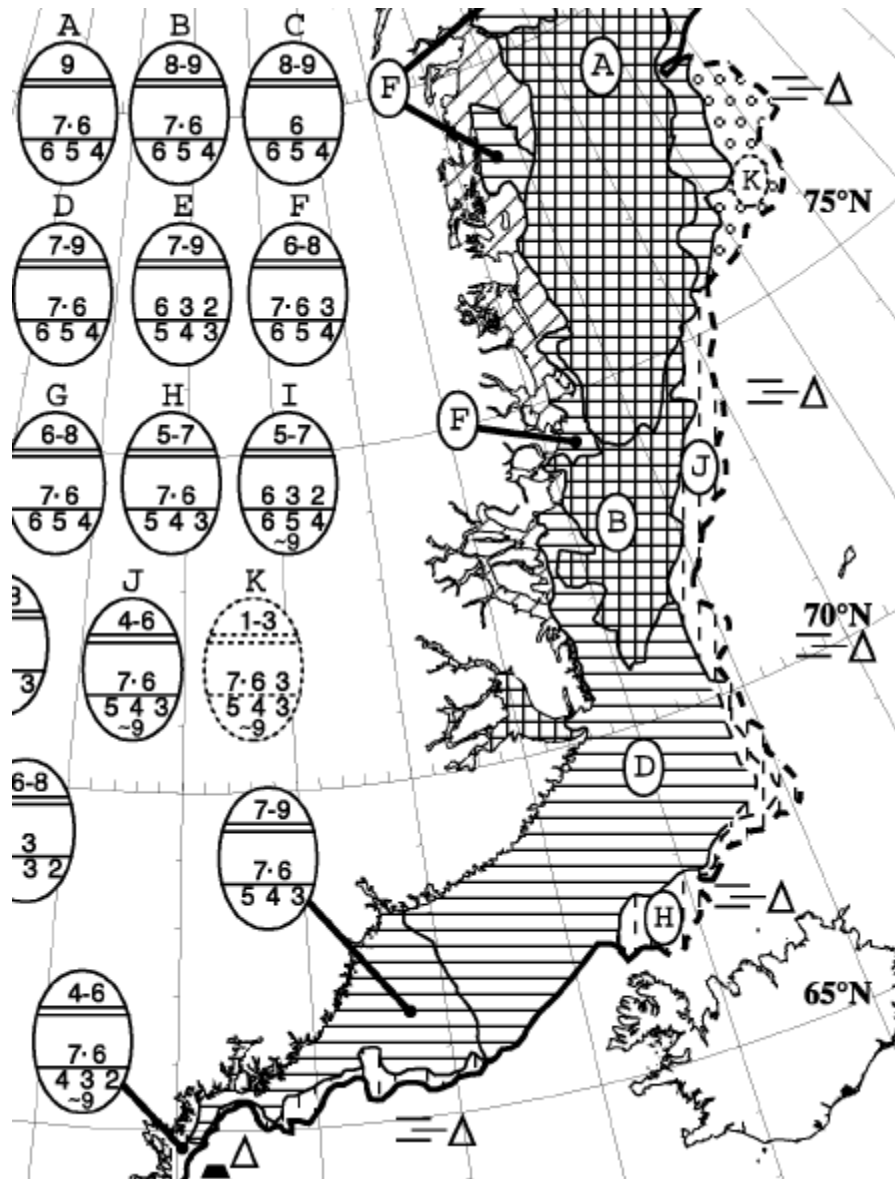 A B C
9 8-9 8-9
7·6 7·6 6
6 5 4 6 5 4 6 5 4
D E F
7-9 7-9 6-8
7·6 6 3 2 7·6 3
6 5 4 5 4 3 6 5 4
G H I
6-8 5-7 5-7
7·6 7·6 6 3 2
6 5 4 5 4 3 6 5 4
~9
J K
4-6 1-3
3 7·6 7·6 3
5 4 3 5 4 3
~9 ~9
6-8
3
3 2
7-9
7·6
5 4 3
4-6
7·6
4 3 2
~9
F
A
K
75°N
F
J
B
70°N
D
H
65°N